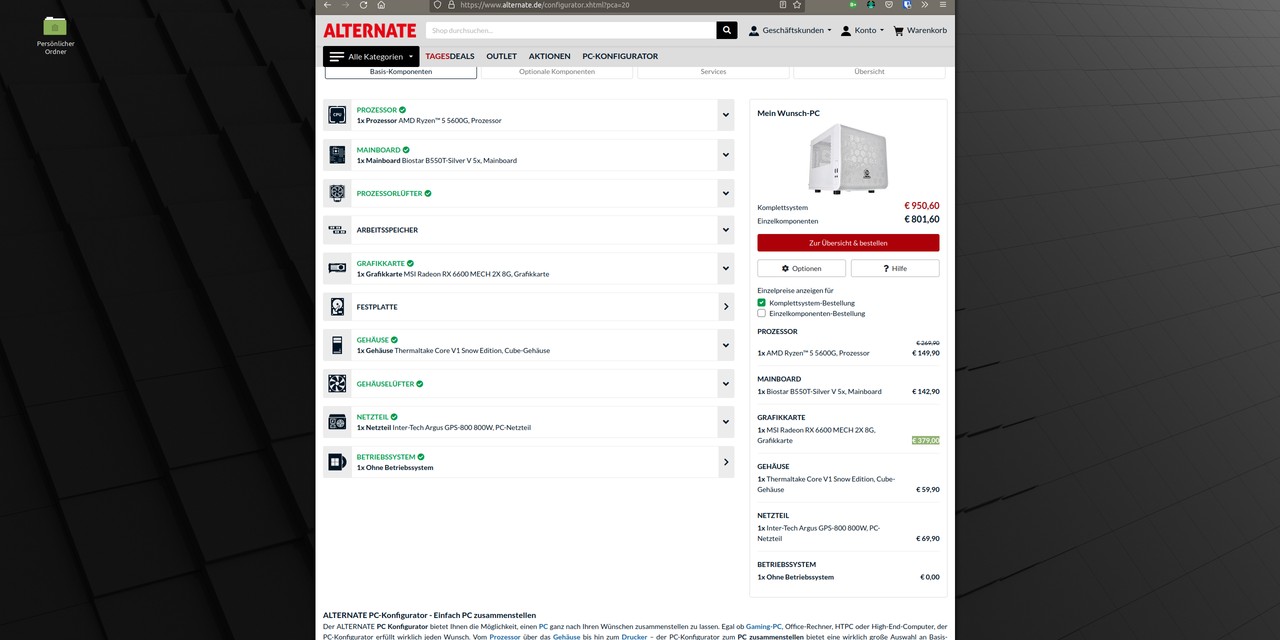 Persönlicher
Ordner
https://www.alternate.de/configurator.xhtml?pca=20
ALTERNATE
Shop durchsuchen...
Geschäftskunden
Konto
Warenkorb
Alle Kategorien
TAGESDEALS
OUTLET
AKTIONEN
PC-KONFIGURATOR
Basis-Komponenten
Optionale Komponenten
Services
Übersicht
CPU
PROZESSOR
1x Prozessor AMD Ryzen™ 5 5600G, Prozessor
MAINBOARD
1x Mainboard Biostar B550T-Silver V 5x, Mainboard
PROZESSORLÜFTER
ARBEITSSPEICHER
GRAFIKKARTE
1x Grafikkarte MSI Radeon RX 6600 MECH 2X 8G, Grafikkarte
FESTPLATTE
GEHÄUSE
1x Gehäuse Thermaltake Core V1 Snow Edition, Cube-Gehäuse
GEHÄUSELÜFTER
NETZTEIL
1x Netzteil Inter-Tech Argus GPS-800 800W, PC-Netzteil
BETRIEBSSYSTEM
1x Ohne Betriebssystem
Mein Wunsch-PC
Komplettsystem € 950,60
Einzelkomponenten € 801,60
Zur Übersicht & bestellen
Optionen
? Hilfe
Einzelpreise anzeigen für
Komplettsystem-Bestellung
Einzelkomponenten-Bestellung
PROZESSOR
€ 269,90
1x AMD Ryzen™ 5 5600G, Prozessor € 149,90
MAINBOARD
1x Biostar B550T-Silver V 5x, Mainboard € 142,90
GRAFIKKARTE
1x MSI Radeon RX 6600 MECH 2X 8G,
Grafikkarte € 379,00
GEHÄUSE
1x Thermaltake Core V1 Snow Edition, Cube-
Gehäuse € 59,90
NETZTEIL
1x Inter-Tech Argus GPS-800 800W, PC-
Netzteil € 69,90
BETRIEBSSYSTEM
1x Ohne Betriebssystem € 0,00
ALTERNATE PC-Konfigurator - Einfach PC zusammenstellen
Der ALTERNATE PC Konfigurator bietet Ihnen die Möglichkeit, einen PC ganz nach Ihren Wünschen zusammenstellen zu lassen. Egal ob Gaming-PC, Office-Rechner, HTPC oder High-End-Computer, der
PC-Konfigurator erfüllt wirklich jeden Wunsch. Vom Prozessor über das Gehäuse bis hin zum Drucker – der PC-Konfigurator zum PC zusammenstellen bietet eine wirklich große Auswahl an Basis-